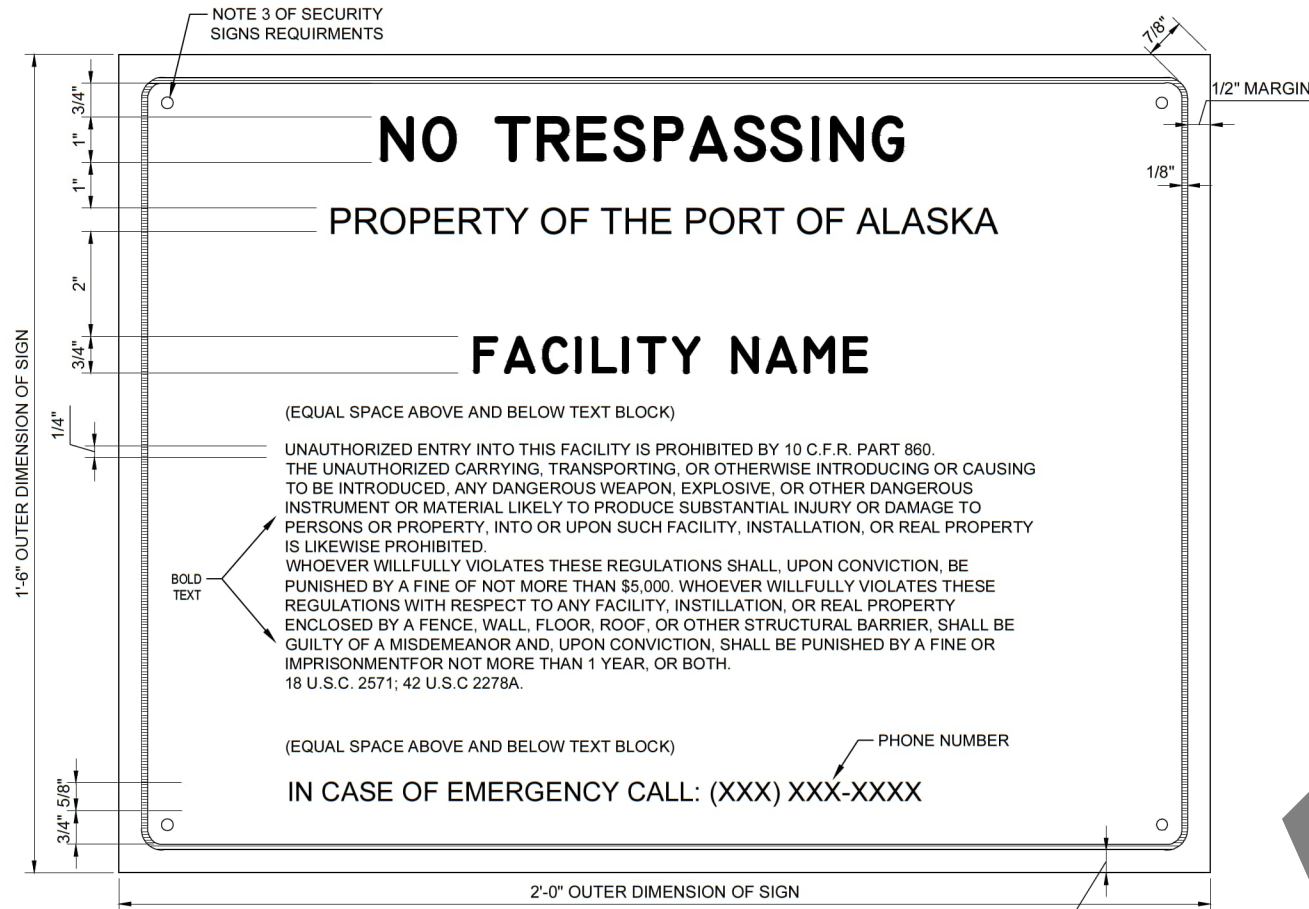 NOTE 3 OF SECURITY
SIGNS REQUIRMENTS
7/8"
1/2" MARGIN
3/4"
1"
1"
2"
3/4"
1/4"
1/8"
NO TRESPASSING
PROPERTY OF THE PORT OF ALASKA
FACILITY NAME
1'-6" OUTER DIMENSION OF SIGN
(EQUAL SPACE ABOVE AND BELOW TEXT BLOCK)
UNAUTHORIZED ENTRY INTO THIS FACILITY IS PROHIBITED BY 10 C.F.R. PART 860.
THE UNAUTHORIZED CARRYING, TRANSPORTING, OR OTHERWISE INTRODUCING OR CAUSING
TO BE INTRODUCED, ANY DANGEROUS WEAPON, EXPLOSIVE, OR OTHER DANGEROUS
INSTRUMENT OR MATERIAL LIKELY TO PRODUCE SUBSTANTIAL INJURY OR DAMAGE TO
PERSONS OR PROPERTY, INTO OR UPON SUCH FACILITY, INSTALLATION, OR REAL PROPERTY
IS LIKEWISE PROHIBITED.
WHOEVER WILLFULLY VIOLATES THESE REGULATIONS SHALL, UPON CONVICTION, BE
PUNISHED BY A FINE OF NOT MORE THAN $5,000. WHOEVER WILLFULLY VIOLATES THESE
REGULATIONS WITH RESPECT TO ANY FACILITY, INSTILLATION, OR REAL PROPERTY
ENCLOSED BY A FENCE, WALL, FLOOR, ROOF, OR OTHER STRUCTURAL BARRIER, SHALL BE
GUILTY OF A MISDEMEANOR AND, UPON CONVICTION, SHALL BE PUNISHED BY A FINE OR
IMPRISONMENTFOR NOT MORE THAN 1 YEAR, OR BOTH.
18 U.S.C. 2571; 42 U.S.C 2278A.
BOLD
TEXT
(EQUAL SPACE ABOVE AND BELOW TEXT BLOCK)
PHONE NUMBER
IN CASE OF EMERGENCY CALL: (XXX) XXX-XXXX
5/8"
3/4"
2'-0" OUTER DIMENSION OF SIGN